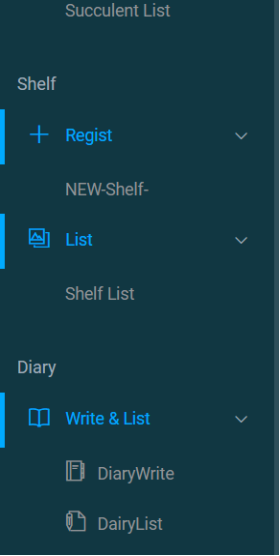 Succulent List
Shelf
Regist
NEW-Shelf-
List
Shelf List
Diary
Write & List
DiaryWrite
DairyList